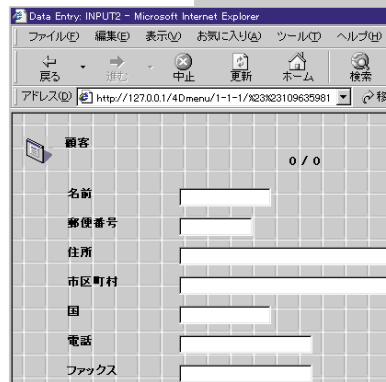 Data Entry: INPUT2 - Microsoft Internet Explorer
ファイル(F) 編集(E) 表示(V) お気に入り(A) ツール(T) ヘルプ(H)
戻る 進む 中止 更新 ホーム 検索
アドレス(D) http://127.0.0.1/4Dmenu/1-1-1/%23%23109635981 移
顧客
0 / 0
名前
郵便番号
住所
市区町村
国
電話
ファックス